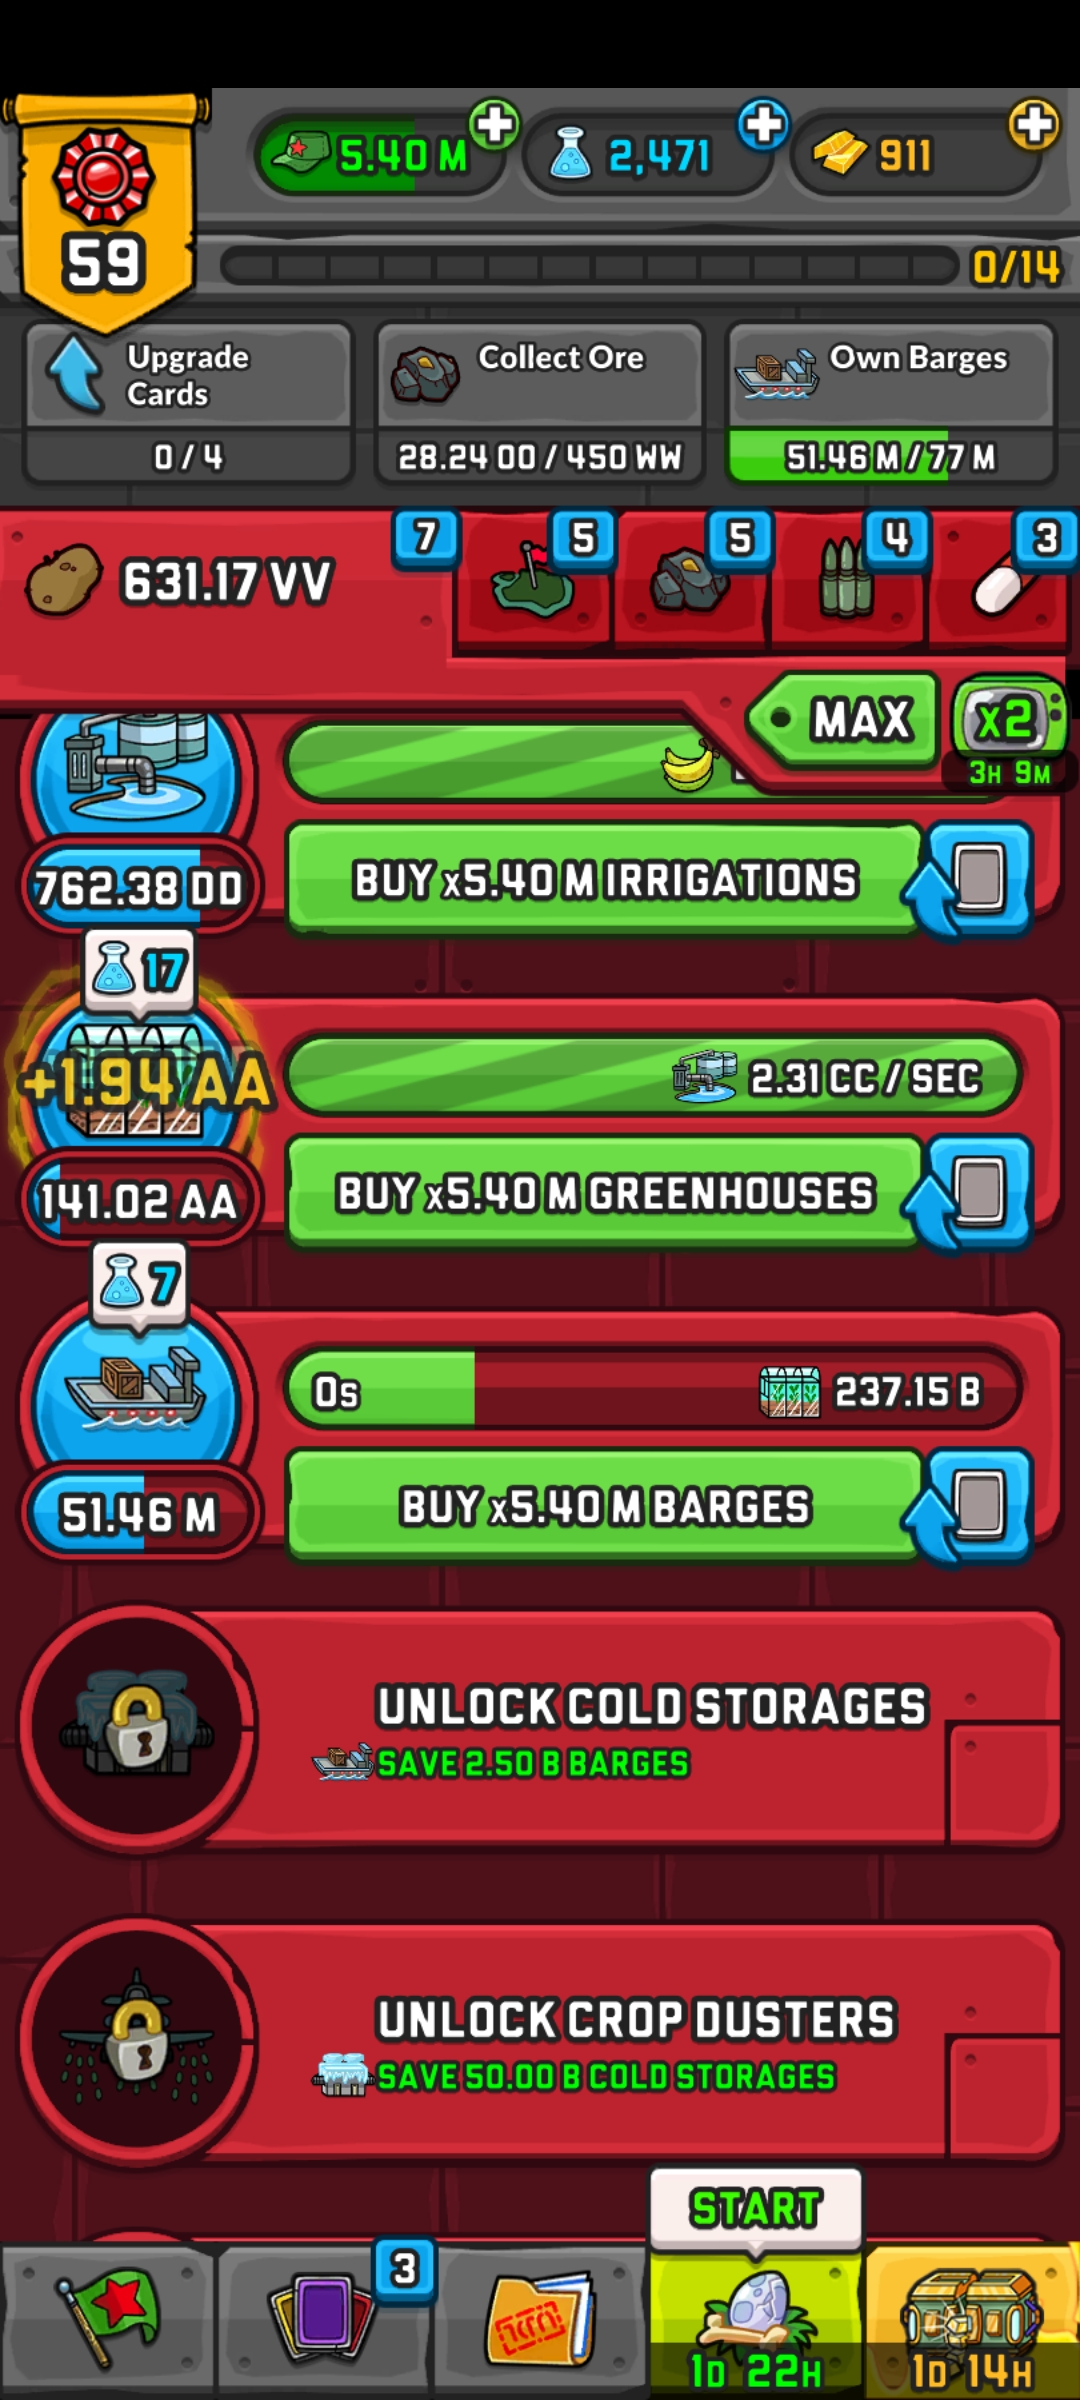 5.40 M
2,471
911
59
0/14
Upgrade
Cards
0 / 4
Collect Ore
28.24 OO / 450 WW
Own Barges
51.46 M / 77 M
631.17 VV
7
5
5
4
3
MAX
x2
3H 9M
762.38 DD
BUY x5.40 M IRRIGATIONS
17
+1.94 AA
2.31 CC / SEC
141.02 AA
BUY x5.40 M GREENHOUSES
7
0s
237.15 B
51.46 M
BUY x5.40 M BARGES
UNLOCK COLD STORAGES
SAVE 2.50 B BARGES
UNLOCK CROP DUSTERS
SAVE 50.00 B COLD STORAGES
START
3
1D 22H
1D 14H